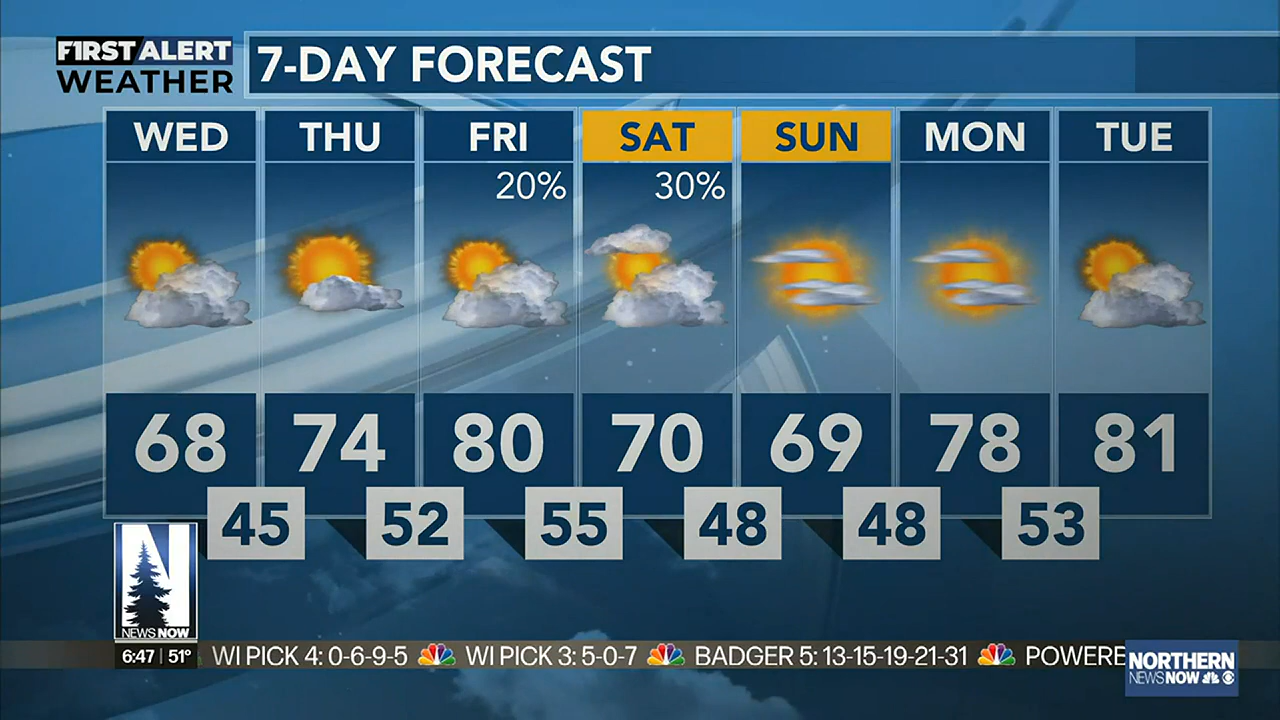 FIRST ALERT
WEATHER
7-DAY FORECAST
WED THU FRI SAT SUN MON TUE
20% 30%
68 74 80 70 69 78 81
45 52 55 48 48 53
N
NEWS NOW
6:47 51° WI PICK 4: 0-6-9-5 WI PICK 3: 5-0-7 BADGER 5: 13-15-19-21-31 POWERE
NORTHERN
NEWS NOW